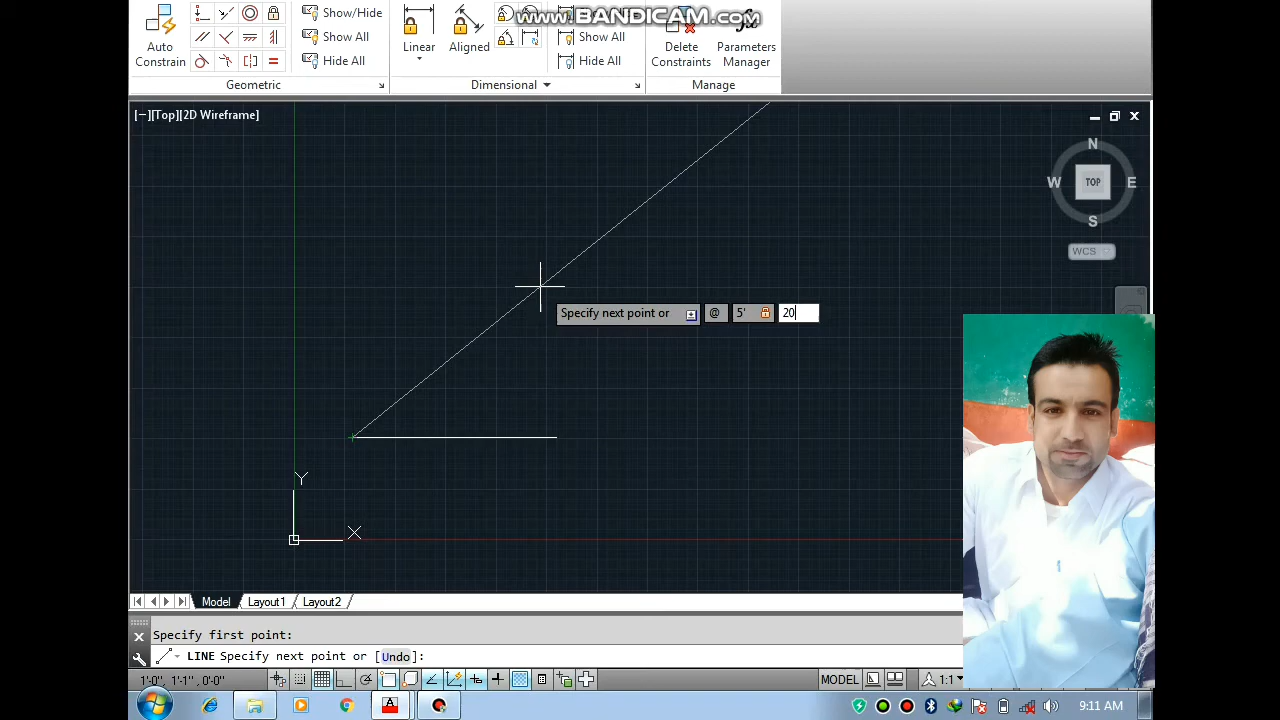 www.BANDICAM.com
Auto
Constrain
Show/Hide
Show All
Hide All
Geometric
Linear
Aligned
Show All
Hide All
Dimensional
Delete
Constraints
fx
Parameters
Manager
Manage
[−][Top][2D Wireframe]
N
W
TOP
E
S
WCS
Specify next point or
@
5'
20
Y
X
Model
Layout1
Layout2
Specify first point:
LINE Specify next point or [Undo]:
1'-0", 1'-1" ,0'-0"
MODEL
1:1
9:11 AM